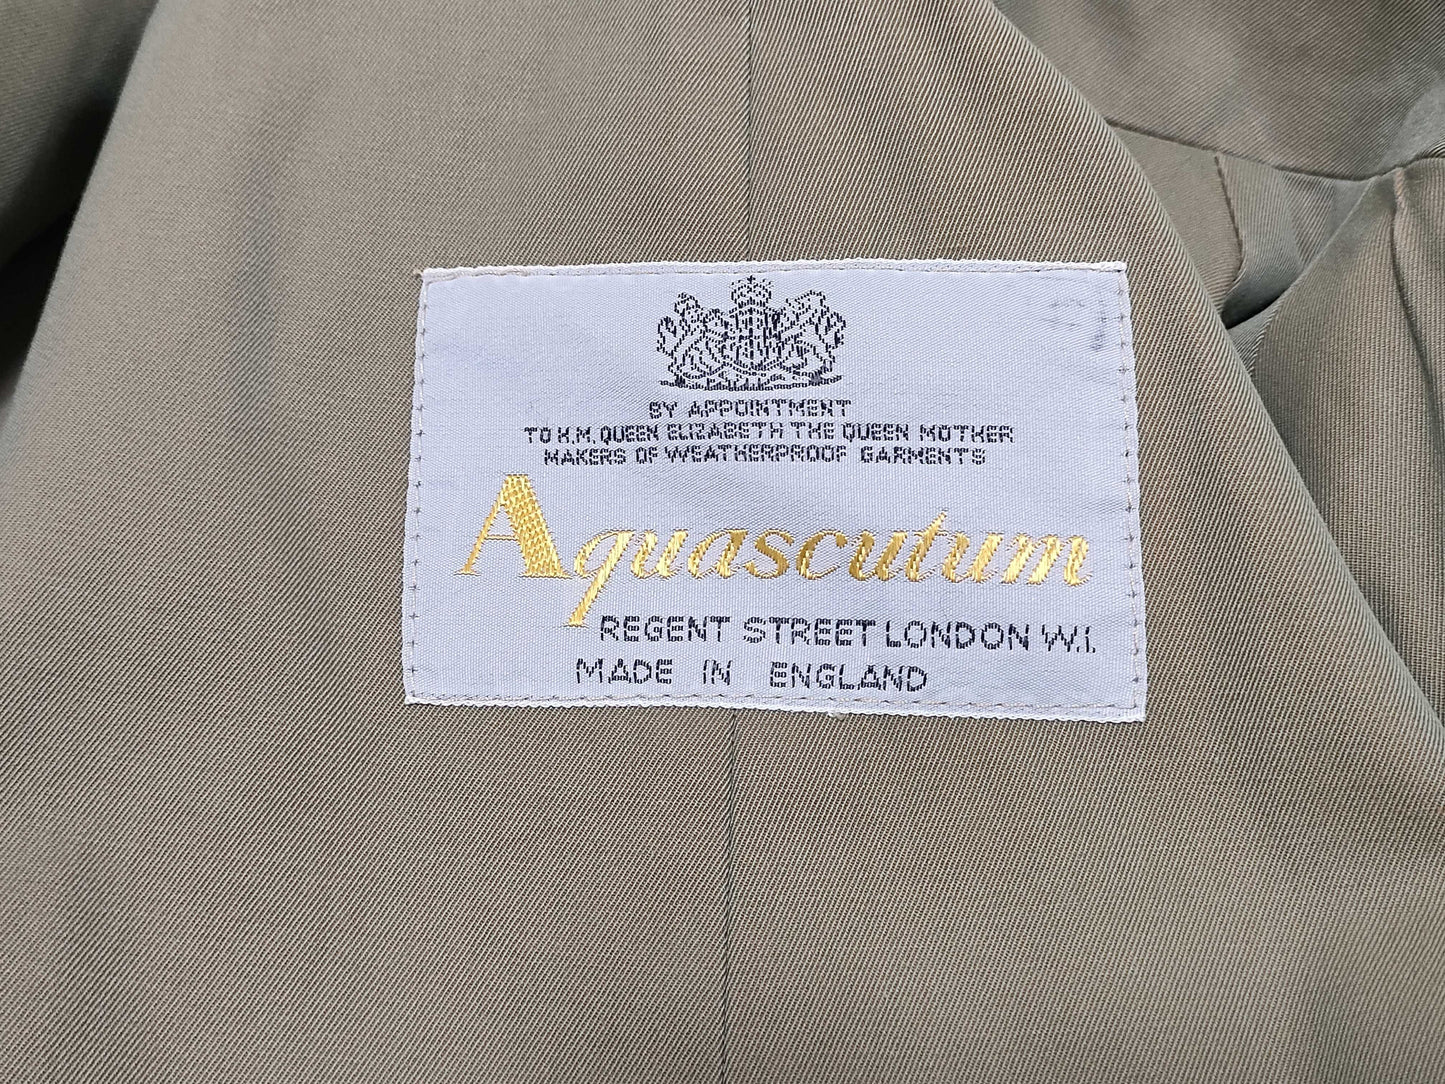 BY APPOINTMENT
TO H.M. QUEEN ELIZABETH THE QUEEN MOTHER
MAKERS OF WEATHERPROOF GARMENTS
Aquascutum
REGENT STREET LONDON W.I.
MADE IN ENGLAND